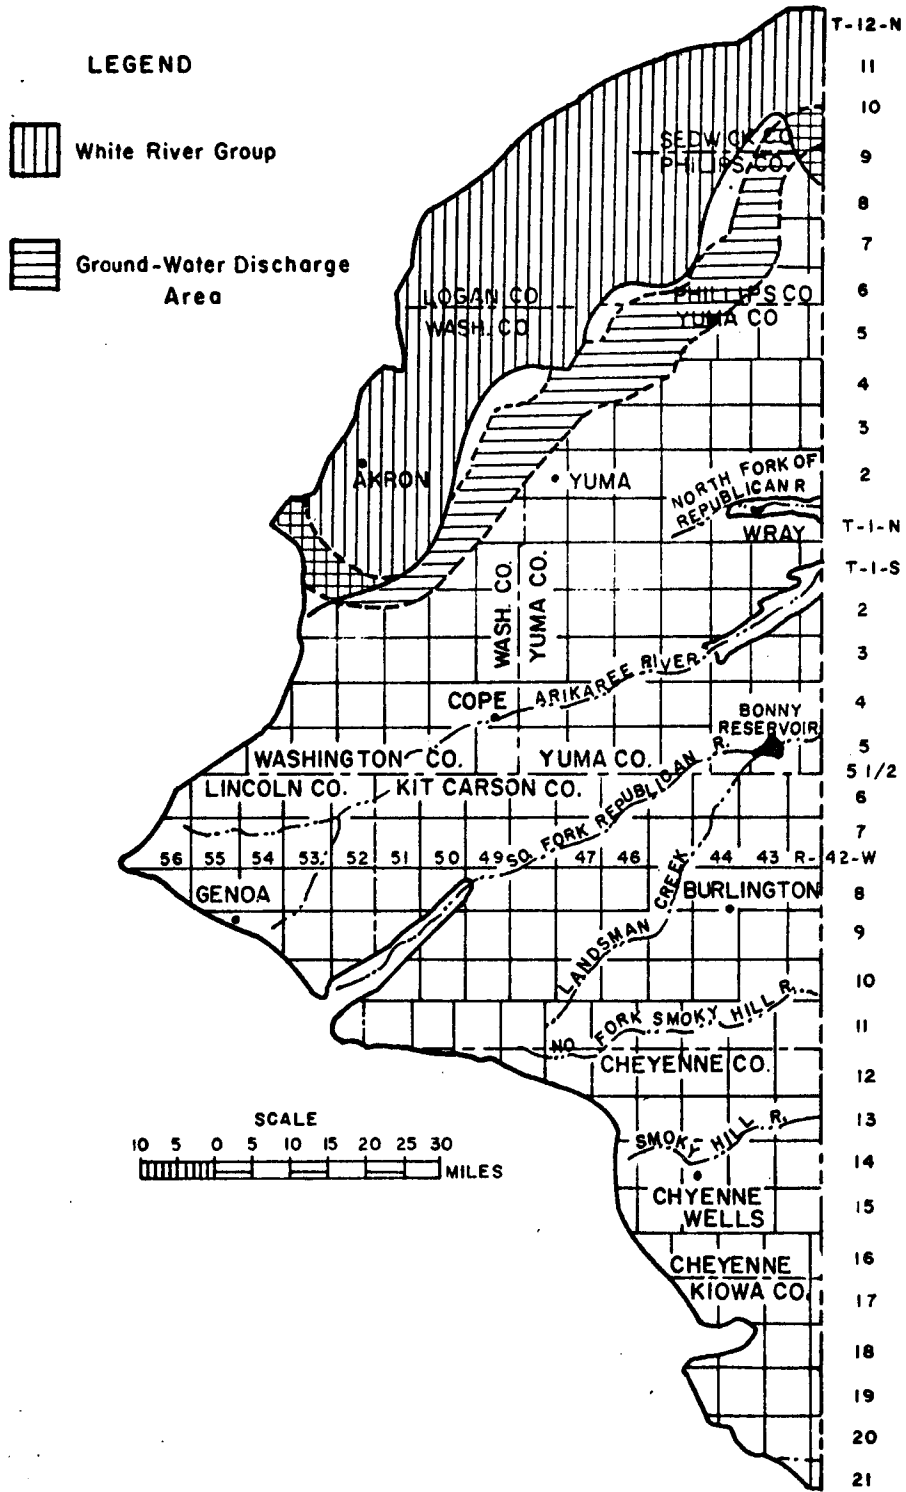 T-12-N
LEGEND
11
10
White River Group
SEDWICK CO.
9
PHILIPS CO.
8
7
Ground-Water Discharge
Area
LOGAN CO
PHILLIPS CO
6
WASH. CO
YUMA CO
5
4
3
AKRON
YUMA
NORTH FORK OF
REPUBLICAN R
2
WRAY
T-1-N
WASH. CO.
YUMA CO.
T-1-S
2
3
ARIKAREE RIVER
COPE
4
BONNY
RESERVOIR
WASHINGTON CO.
YUMA CO.
5
5 1/2
LINCOLN CO.
KIT CARSON CO.
6
SO FORK REPUBLICAN R.
7
56 55 54 53 52 51 50 49 47 46 44 43 R- 42-W
GENOA
BURLINGTON
8
LANDSMAN CREEK
9
10
NO FORK SMOKY HILL R.
11
CHEYENNE CO.
12
SCALE
13
10 5 0 5 10 15 20 25 30
MILES
SMOKY HILL R.
14
CHYENNE
WELLS
15
CHEYENNE
16
KIOWA CO.
17
18
19
20
21